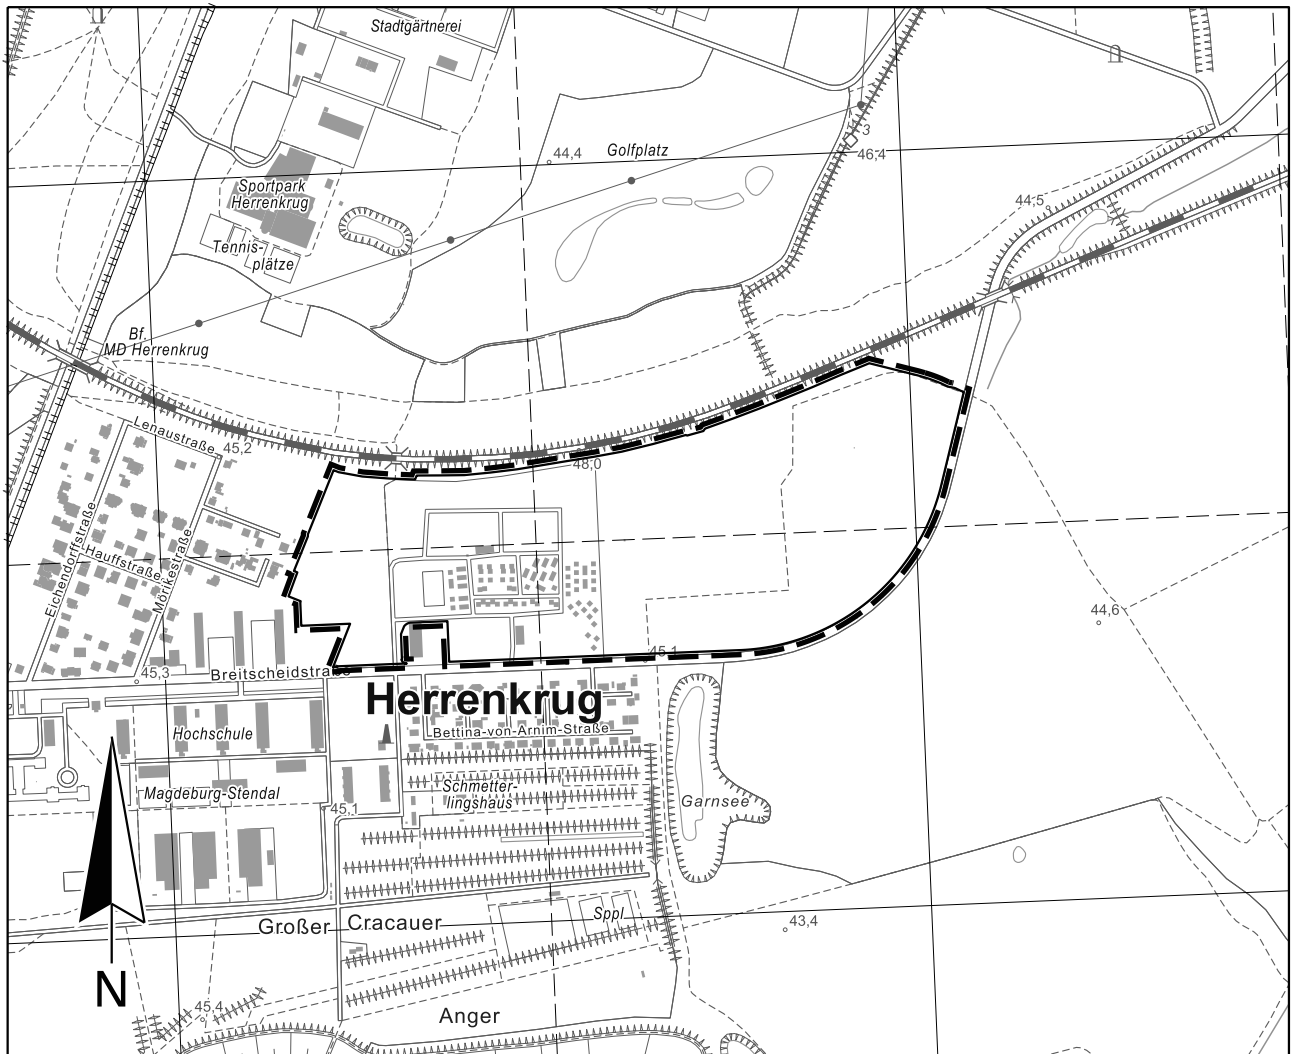 Stadtgärtnerei
3
44,4
Golfplatz
46,4
Sportpark
Herrenkrug
44,5
Tennis-
plätze
Bf.
MD Herrenkrug
Lenaustraße
45,2
48,0
Eichendorffstraße
Hauffstraße
Mörikestraße
44,6
45,1
45,3
Breitscheidstraße
Herrenkrug
Hochschule
Bettina-von-Arnim-Straße
Magdeburg-Stendal
Schmetter-
lingshaus
Garnsee
45,1
Großer Cracauer
Sppl
43,4
N
45,4
Anger